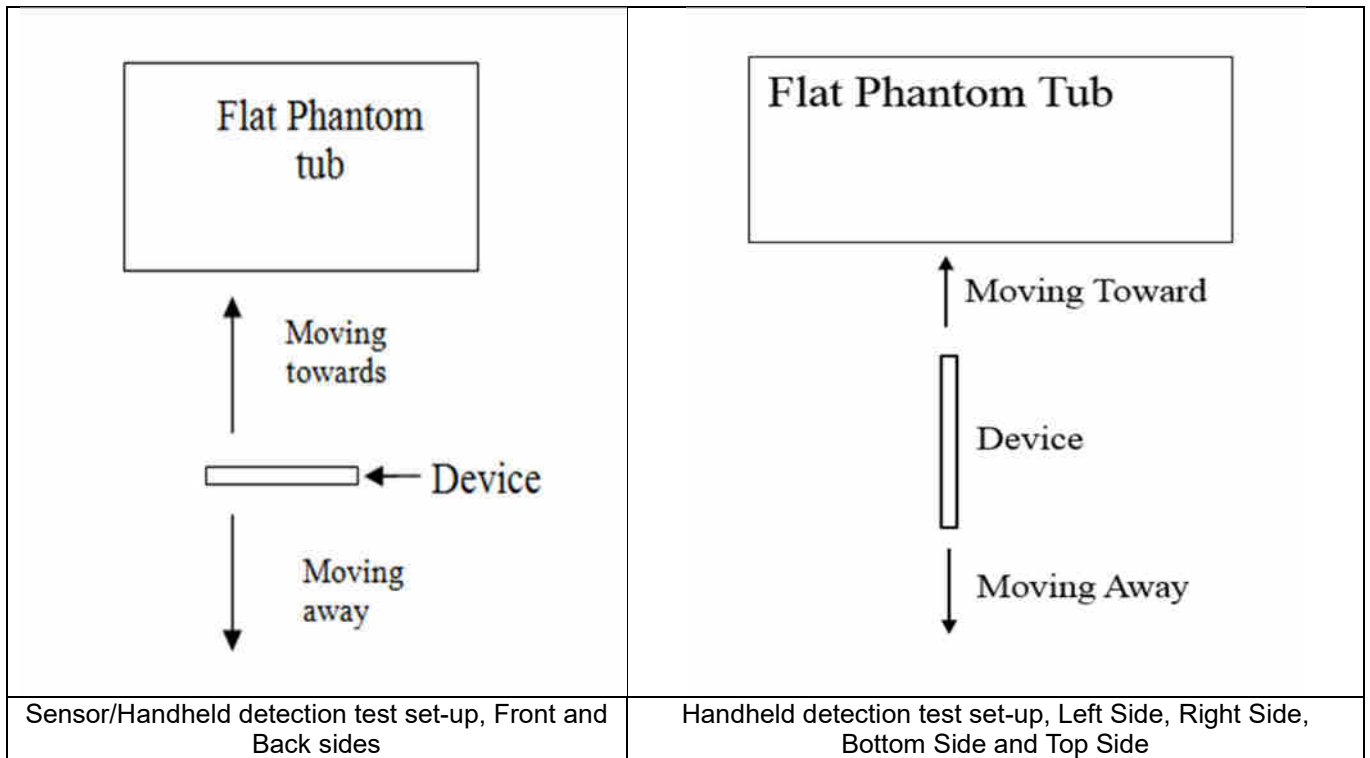 Flat Phantom
tub
Moving
towards
Device
Moving
away
Flat Phantom Tub
Moving Toward
Device
Moving Away
Sensor/Handheld detection test set-up, Front and
Back sides
Handheld detection test set-up, Left Side, Right Side,
Bottom Side and Top Side